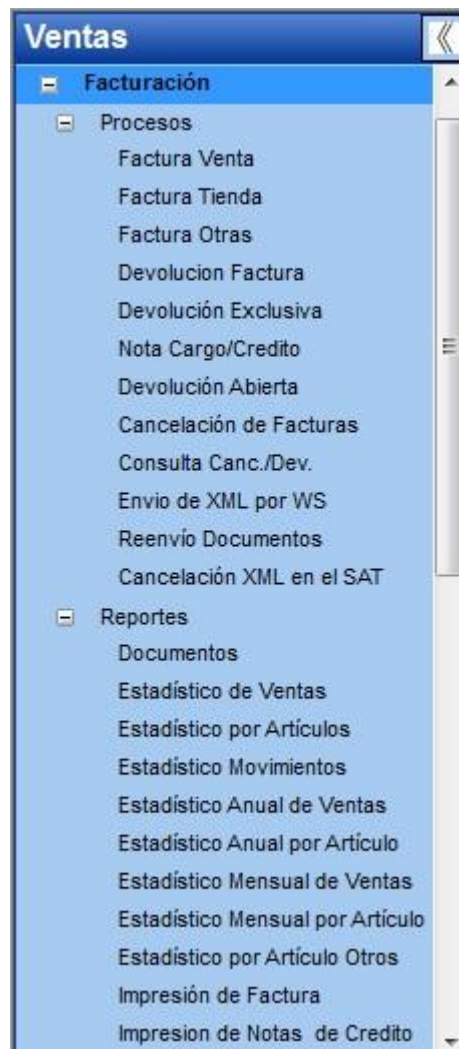 Ventas
Facturación
Procesos
Factura Venta
Factura Tienda
Factura Otras
Devolucion Factura
Devolución Exclusiva
Nota Cargo/Credito
Devolución Abierta
Cancelación de Facturas
Consulta Canc./Dev.
Envio de XML por WS
Reenvío Documentos
Cancelación XML en el SAT
Reportes
Documentos
Estadístico de Ventas
Estadístico por Artículos
Estadístico Movimientos
Estadístico Anual de Ventas
Estadístico Anual por Artículo
Estadístico Mensual de Ventas
Estadístico Mensual por Artículo
Estadístico por Artículo Otros
Impresión de Factura
Impresion de Notas de Credito